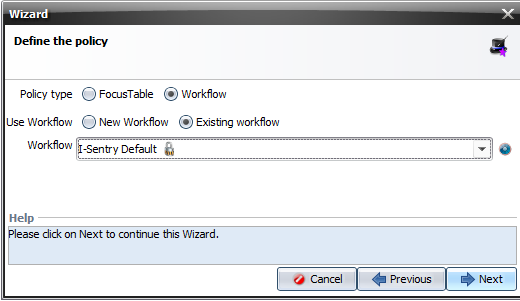 Wizard
Define the policy
Policy type FocusTable Workflow
Use Workflow New Workflow Existing workflow
Workflow I-Sentry Default
Help
Please click on Next to continue this Wizard.
Cancel Previous Next